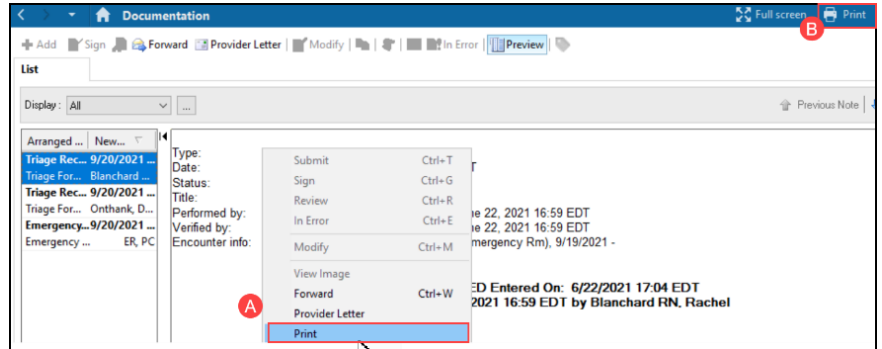 Documentation
Full screen
Print
B
Add Sign Forward Provider Letter Modify In Error Preview
List
Display : All ...
Previous Note
Arranged ... New...
Triage Rec... 9/20/2021 ...
Triage For... Blanchard ...
Triage Rec... 9/20/2021 ...
Triage For... Onthank, D...
Emergency...9/20/2021 ...
Emergency ... ER, PC
Type:
Date:
Status:
Title:
Performed by: 22, 2021 16:59 EDT
Verified by: 22, 2021 16:59 EDT
Encounter info: mergency Rm), 9/19/2021 -
ED Entered On: 6/22/2021 17:04 EDT
2021 16:59 EDT by Blanchard RN, Rachel
Submit Ctrl+T
Sign Ctrl+G
Review Ctrl+R
In Error Ctrl+E
Modify Ctrl+M
View Image
Forward Ctrl+W
A
Provider Letter
Print